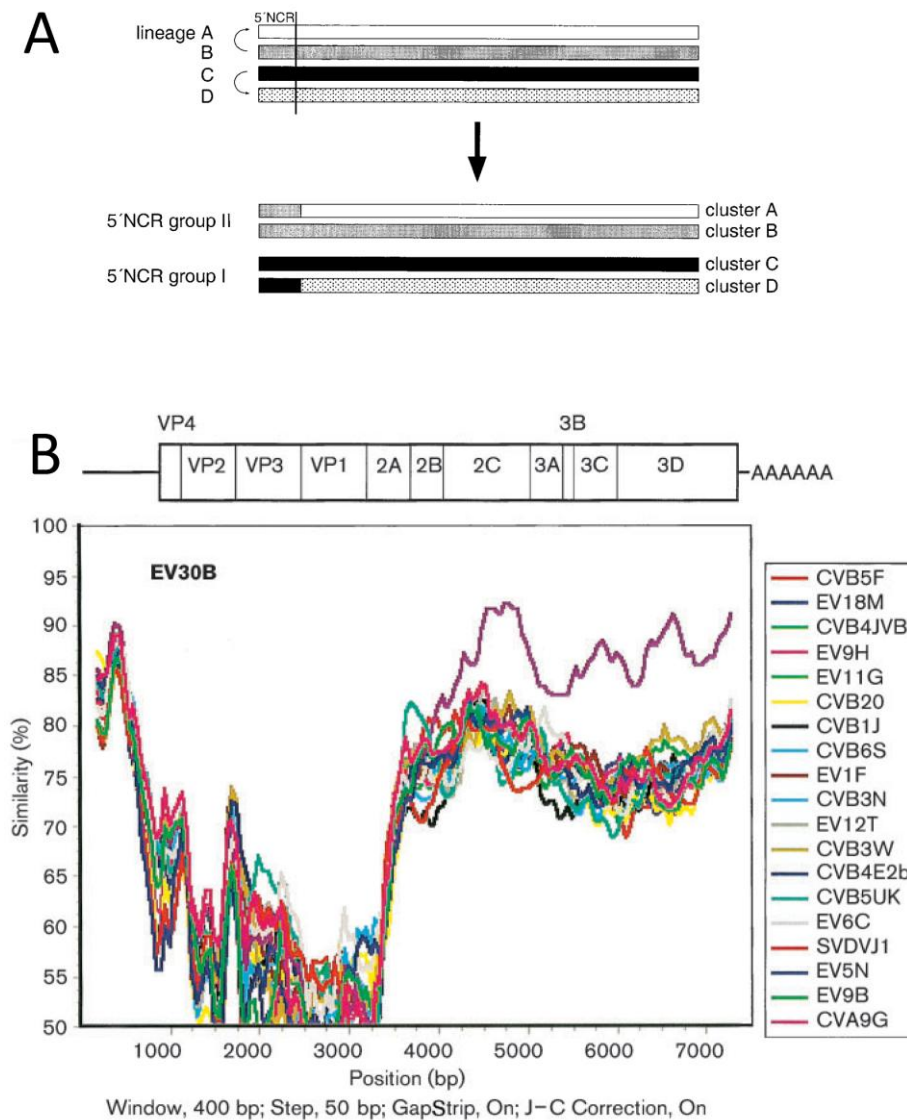 A
5´NCR
lineage A
B
C
D
5´NCR group II
cluster A
cluster B
5´NCR group I
cluster C
cluster D
B
VP4
3B
VP2
VP3
VP1
2A
2B
2C
3A
3C
3D
AAAAAA
EV30B
Similarity (%)
100
95
90
85
80
75
70
65
60
55
50
1000
2000
3000
4000
5000
6000
7000
Position (bp)
Window, 400 bp; Step, 50 bp; GapStrip, On; J–C Correction, On
CVB5F
EV18M
CVB4JVB
EV9H
EV11G
CVB20
CVB1J
CVB6S
EV1F
CVB3N
EV12T
CVB3W
CVB4E2b
CVB5UK
EV6C
SVDVJ1
EV5N
EV9B
CVA9G